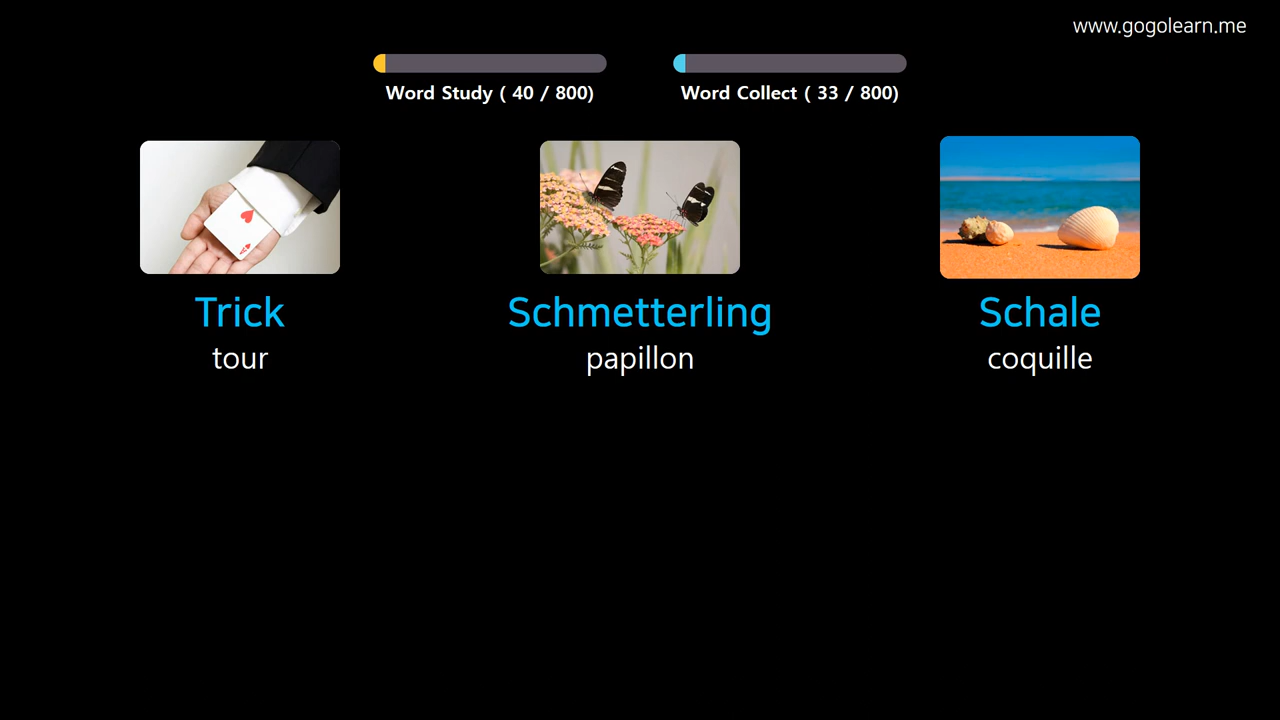 www.gogolearn.me
Word Study ( 40 / 800)
Word Collect ( 33 / 800)
Trick
tour
Schmetterling
papillon
Schale
coquille